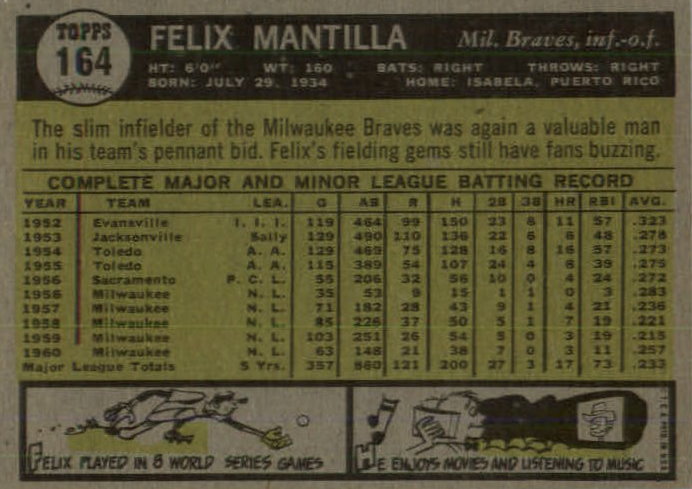 TOPPS
164
FELIX MANTILLA Mil. Braves, inf.-o.f.
HT: 6'0" WT: 160 BATS: RIGHT THROWS: RIGHT
BORN: JULY 29, 1934 HOME: ISABELA, PUERTO RICO
The slim infielder of the Milwaukee Braves was again a valuable man
in his team's pennant bid. Felix's fielding gems still have fans buzzing.
COMPLETE MAJOR AND MINOR LEAGUE BATTING RECORD
YEAR TEAM LEA. G AB R H 2B 3B HR RBI AVG.
1952 Evansville I. I. I. 119 464 99 150 23 6 11 57 .323
1953 Jacksonville Sally 129 490 110 136 22 6 6 48 .278
1954 Toledo A. A. 129 469 75 128 16 8 16 57 .273
1955 Toledo A. A. 115 389 54 107 24 4 8 39 .275
1956 Sacramento P. C. L. 55 206 32 56 10 0 4 24 .272
1956 Milwaukee N. L. 35 53 9 15 1 1 0 3 .283
1957 Milwaukee N. L. 71 182 28 43 9 1 4 21 .236
1958 Milwaukee N. L. 85 226 37 50 5 1 7 19 .221
1959 Milwaukee N. L. 103 251 26 54 5 0 3 19 .215
1960 Milwaukee N. L. 63 148 21 38 7 0 3 11 .257
Major League Totals 5 Yrs. 357 860 121 200 27 3 17 73 .233
FELIX PLAYED IN 8 WORLD SERIES GAMES
HE ENJOYS MOVIES AND LISTENING TO MUSIC